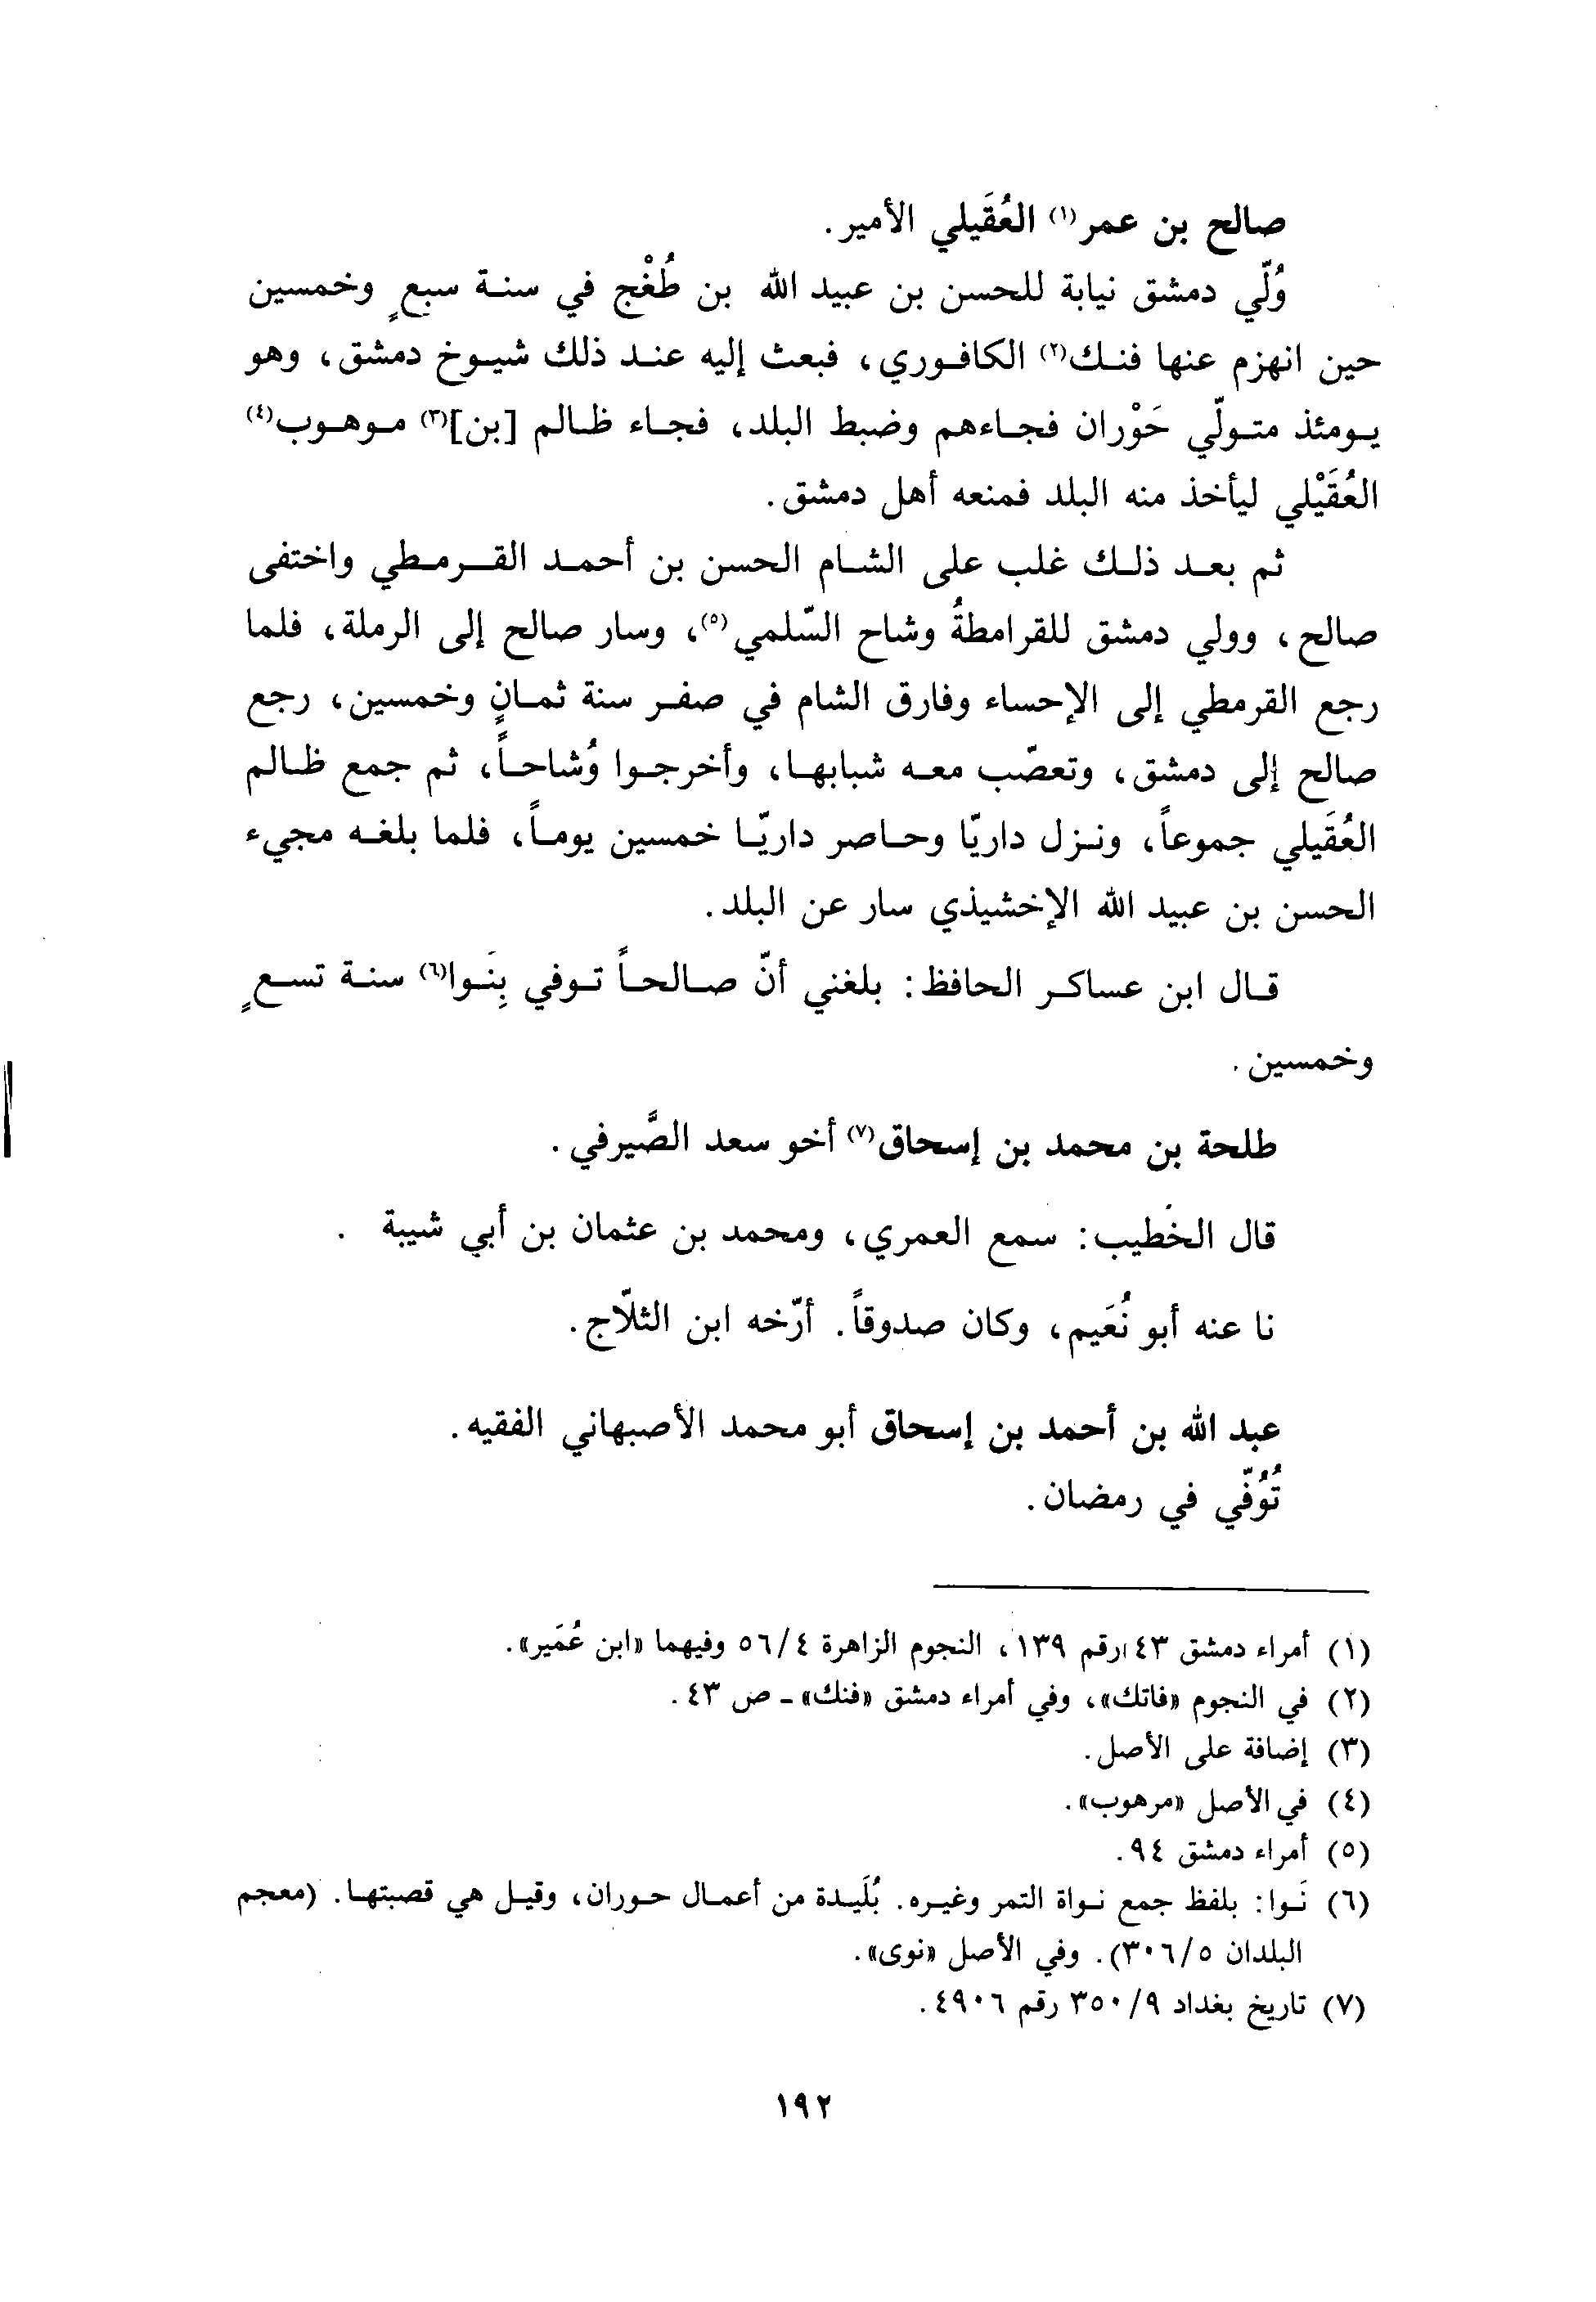 صالح بن عمر(١) العُقَيلي الأمير.
وُلّي دمشق نيابة للحسن بن عبيد الله بن طُغْج في سنة سبعٍ وخمسين
حين انهزم عنها فنك(٢) الكافوري، فبعث إليه عند ذلك شيوخ دمشق، وهو
يومئذ متولّي حَوْران فجاءهم وضبط البلد، فجاء ظالم [بن](٣) موهوب(٤)
العُقَيْلي ليأخذ منه البلد فمنعه أهل دمشق.
ثم بعد ذلك غلب على الشام الحسن بن أحمد القرمطي واختفى
صالح، وولي دمشق للقرامطةُ وشاح السّلمي(٥)، وسار صالح إلى الرملة، فلما
رجع القرمطي إلى الإحساء وفارق الشام في صفر سنة ثمانٍ وخمسين، رجع
صالح إلى دمشق، وتعصّب معه شبابها، وأخرجوا وُشاحاً، ثم جمع ظالم
العُقَيلي جموعاً، ونزل داريّا وحاصر داريّا خمسين يوماً، فلما بلغه مجيء
الحسن بن عبيد الله الإخشيذي سار عن البلد.
قال ابن عساكر الحافظ: بلغني أنّ صالحاً توفي بِنَوا(٦) سنة تسعٍ
وخمسين.
طلحة بن محمد بن إسحاق(٧) أخو سعد الصَّيرفي.
قال الخطيب: سمع العمري، ومحمد بن عثمان بن أبي شيبة .
نا عنه أبو نُعَيم، وكان صدوقاً. أرّخه ابن الثلّاج.
عبد الله بن أحمد بن إسحاق أبو محمد الأصبهاني الفقيه.
تُوُفّي في رمضان.
(١) أمراء دمشق ٤٣ رقم ١٣٩، النجوم الزاهرة ٥٦/٤ وفيهما «ابن عُمَير».
(٢) في النجوم «فاتك»، وفي أمراء دمشق «فنك» - ص ٤٣.
(٣) إضافة على الأصل.
(٤) في الأصل «مرهوب».
(٥) أمراء دمشق ٩٤.
(٦) نَوا: بلفظ جمع نواة التمر وغيره. بُلَيدة من أعمال حوران، وقيل هي قصبتها. (معجم
البلدان ٣٠٦/٥). وفي الأصل «نوى».
(٧) تاريخ بغداد ٣٥٠/٩ رقم ٤٩٠٦.
١٩٢